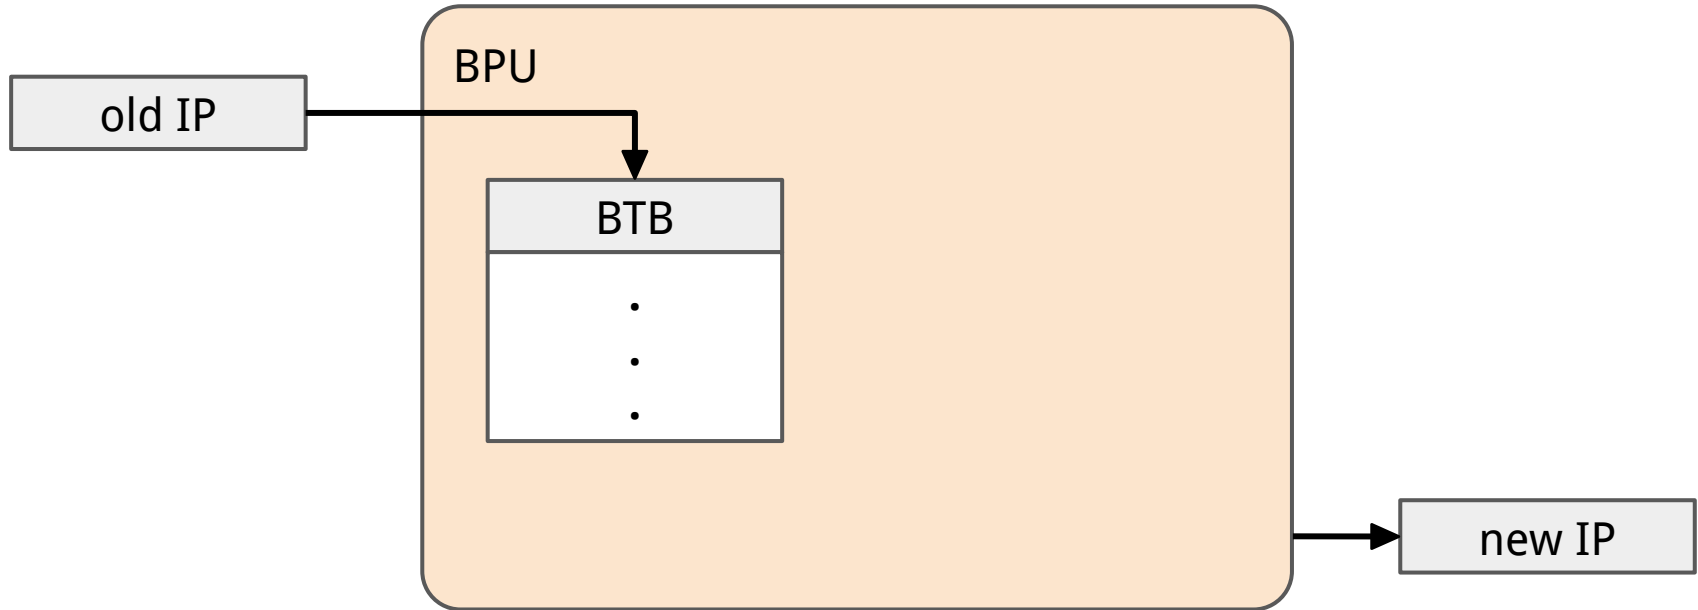 BPU
old IP
BTB
.
.
.
new IP